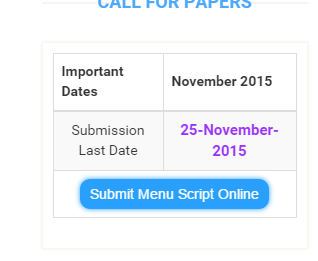 CALL FOR PAPERS
Important
Dates
November 2015
Submission
Last Date
25-November-
2015
Submit Menu Script Online